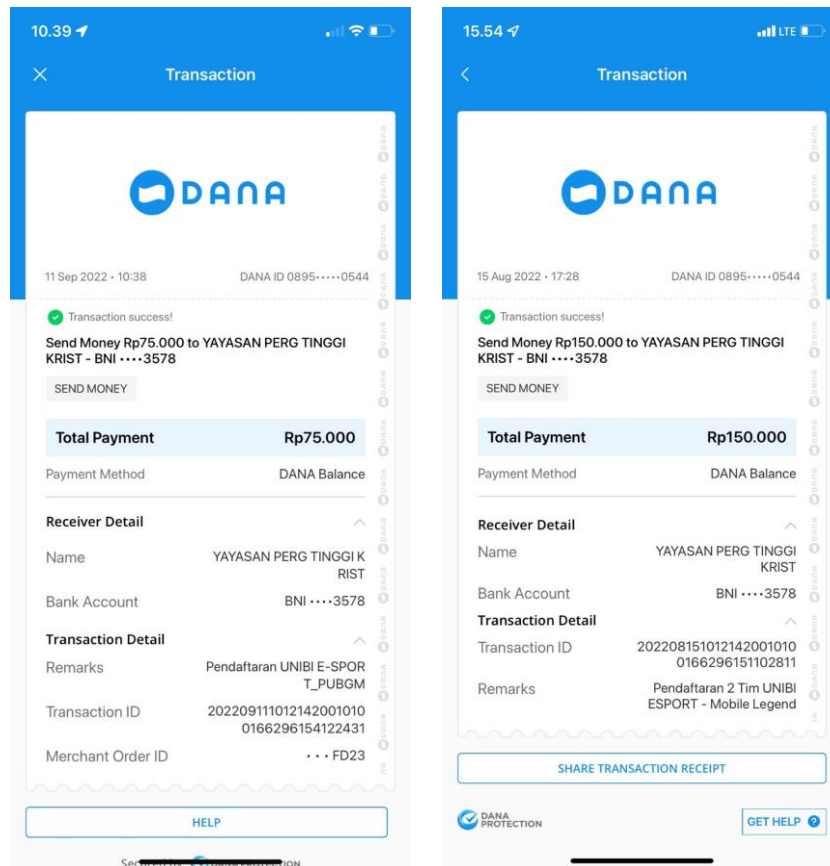 10.39
Transaction
DANA
11 Sep 2022 • 10:38
DANA ID 0895•••••0544
Transaction success!
Send Money Rp75.000 to YAYASAN PERG TINGGI
KRIST - BNI ••••3578
SEND MONEY
Total Payment
Rp75.000
Payment Method
DANA Balance
Receiver Detail
Name
YAYASAN PERG TINGGI K
RIST
Bank Account
BNI ••••3578
Transaction Detail
Remarks
Pendaftaran UNIBI E-SPOR
T_PUBGM
Transaction ID
202209111012142001010
0166296154122431
Merchant Order ID
••• FD23
HELP
15.54
LTE
Transaction
DANA
15 Aug 2022 • 17:28
DANA ID 0895•••••0544
Transaction success!
Send Money Rp150.000 to YAYASAN PERG TINGGI
KRIST - BNI ••••3578
SEND MONEY
Total Payment
Rp150.000
Payment Method
DANA Balance
Receiver Detail
Name
YAYASAN PERG TINGGI
KRIST
Bank Account
BNI ••••3578
Transaction Detail
Transaction ID
202208151012142001010
0166296151102811
Remarks
Pendaftaran 2 Tim UNIBI
ESPORT - Mobile Legend
SHARE TRANSACTION RECEIPT
DANA
PROTECTION
GET HELP